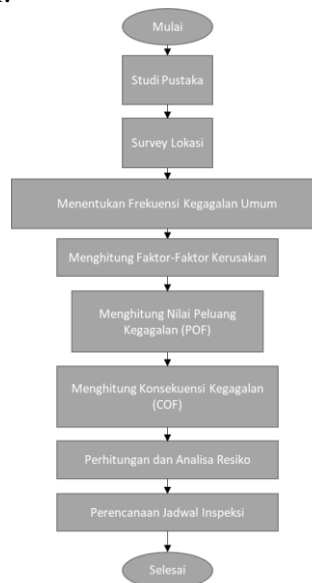 Mulai
Studi Pustaka
Survey Lokasi
Menentukan Frekuensi Kegagalan Umum
Menghitung Faktor-Faktor Kerusakan
Menghitung Nilai Peluang
Kegagalan (POF)
Menghitung Konsekuensi Kegagalan
(COF)
Perhitungan dan Analisa Resiko
Perencanaan Jadwal Inspeksi
Selesai